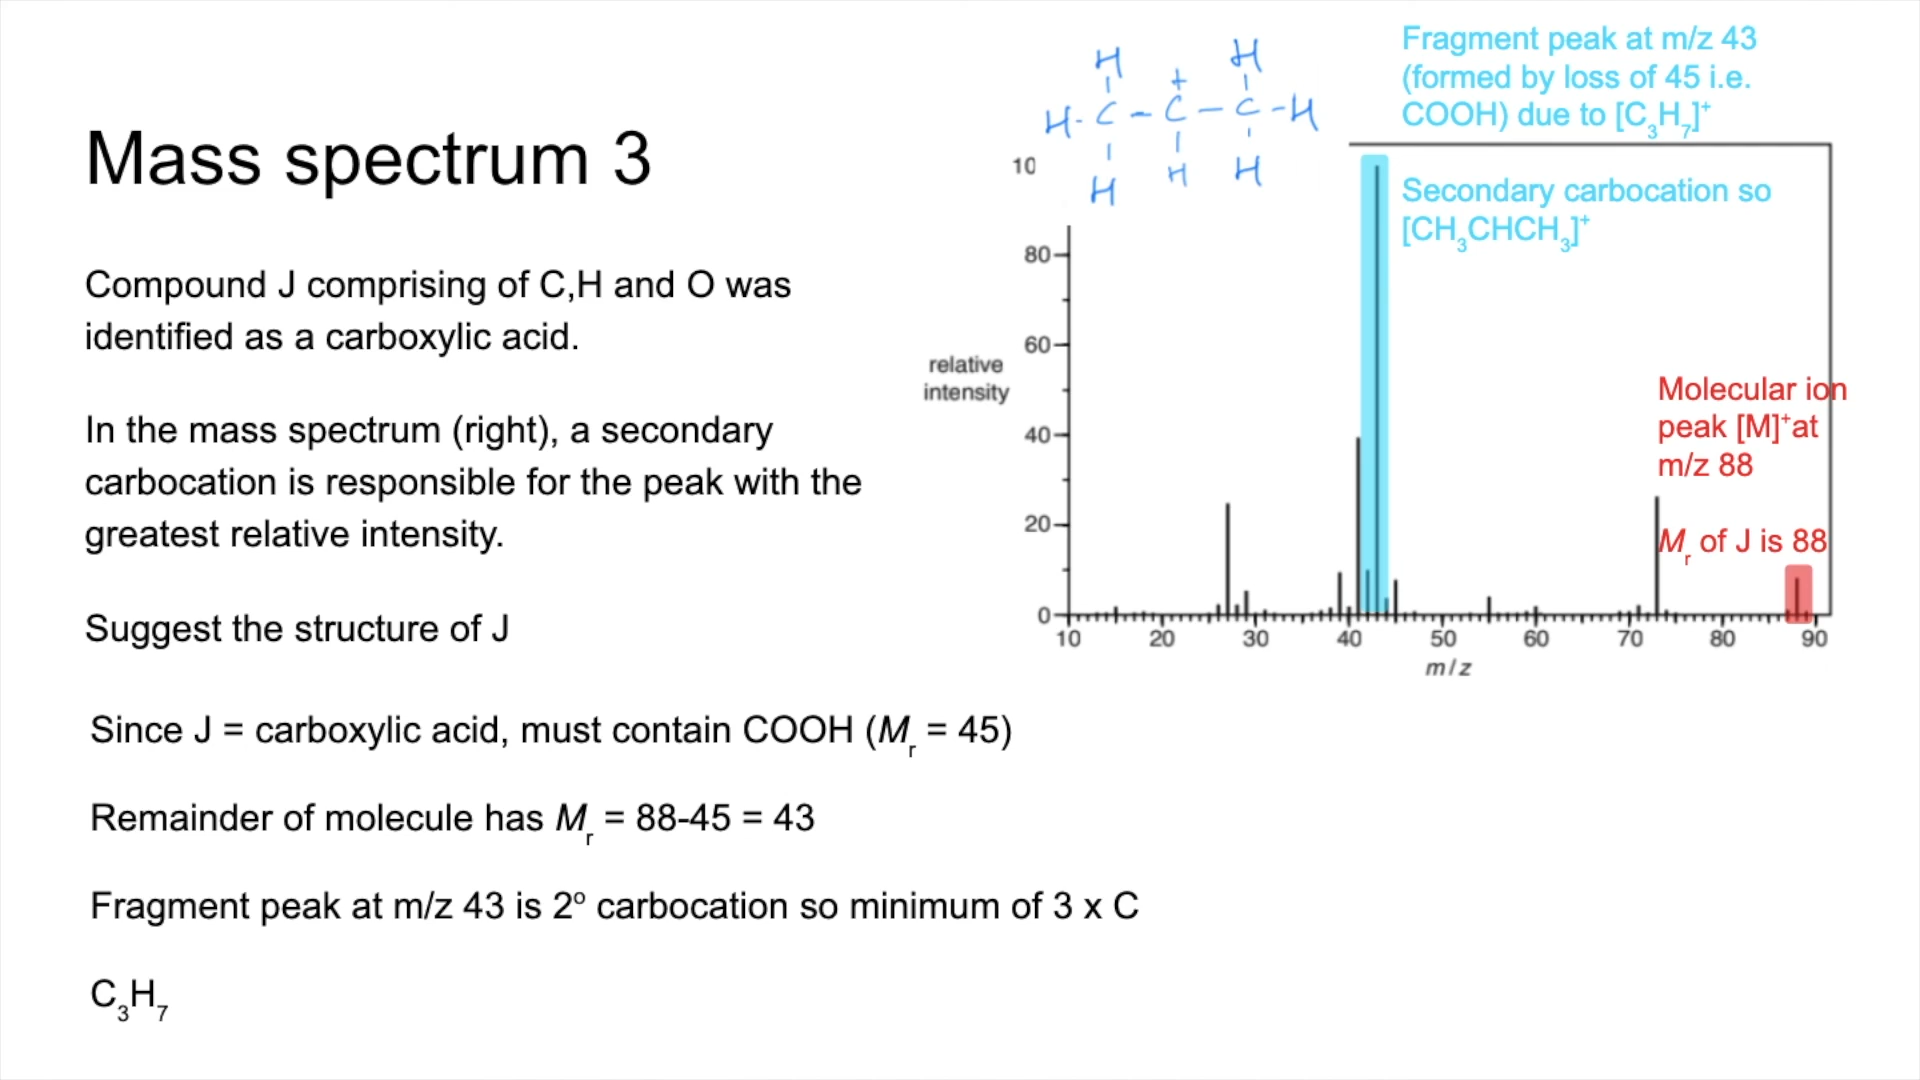 Mass spectrum 3
Compound J comprising of C,H and O was
identified as a carboxylic acid.
In the mass spectrum (right), a secondary
carbocation is responsible for the peak with the
greatest relative intensity.
Suggest the structure of J
Since J = carboxylic acid, must contain COOH (Mr = 45)
Remainder of molecule has Mr = 88-45 = 43
Fragment peak at m/z 43 is 2º carbocation so minimum of 3 x C
C3H7
H H
+
H-C-C-C-H
H H H
Fragment peak at m/z 43
(formed by loss of 45 i.e.
COOH) due to [C3H7]+
Secondary carbocation so
[CH3CHCH3]+
Molecular ion
peak [M]+at
m/z 88
Mr of J is 88
10
80
60
40
20
0
relative
intensity
10 20 30 40 50 60 70 80 90
m/z